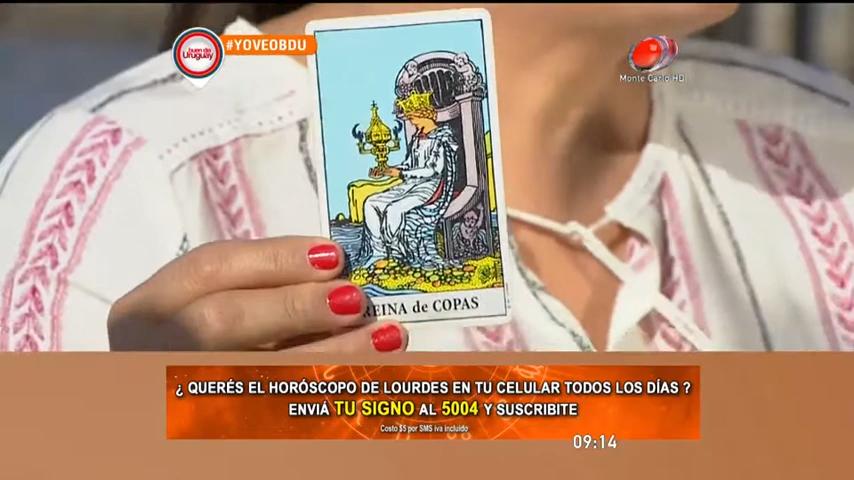 buen día
Uruguay
#YOVEOBDU
Monte Carlo HD
REINA de COPAS
¿ QUERÉS EL HORÓSCOPO DE LOURDES EN TU CELULAR TODOS LOS DÍAS ?
ENVIÁ TU SIGNO AL 5004 Y SUSCRIBITE
Costo $5 por SMS iva incluído
09:14